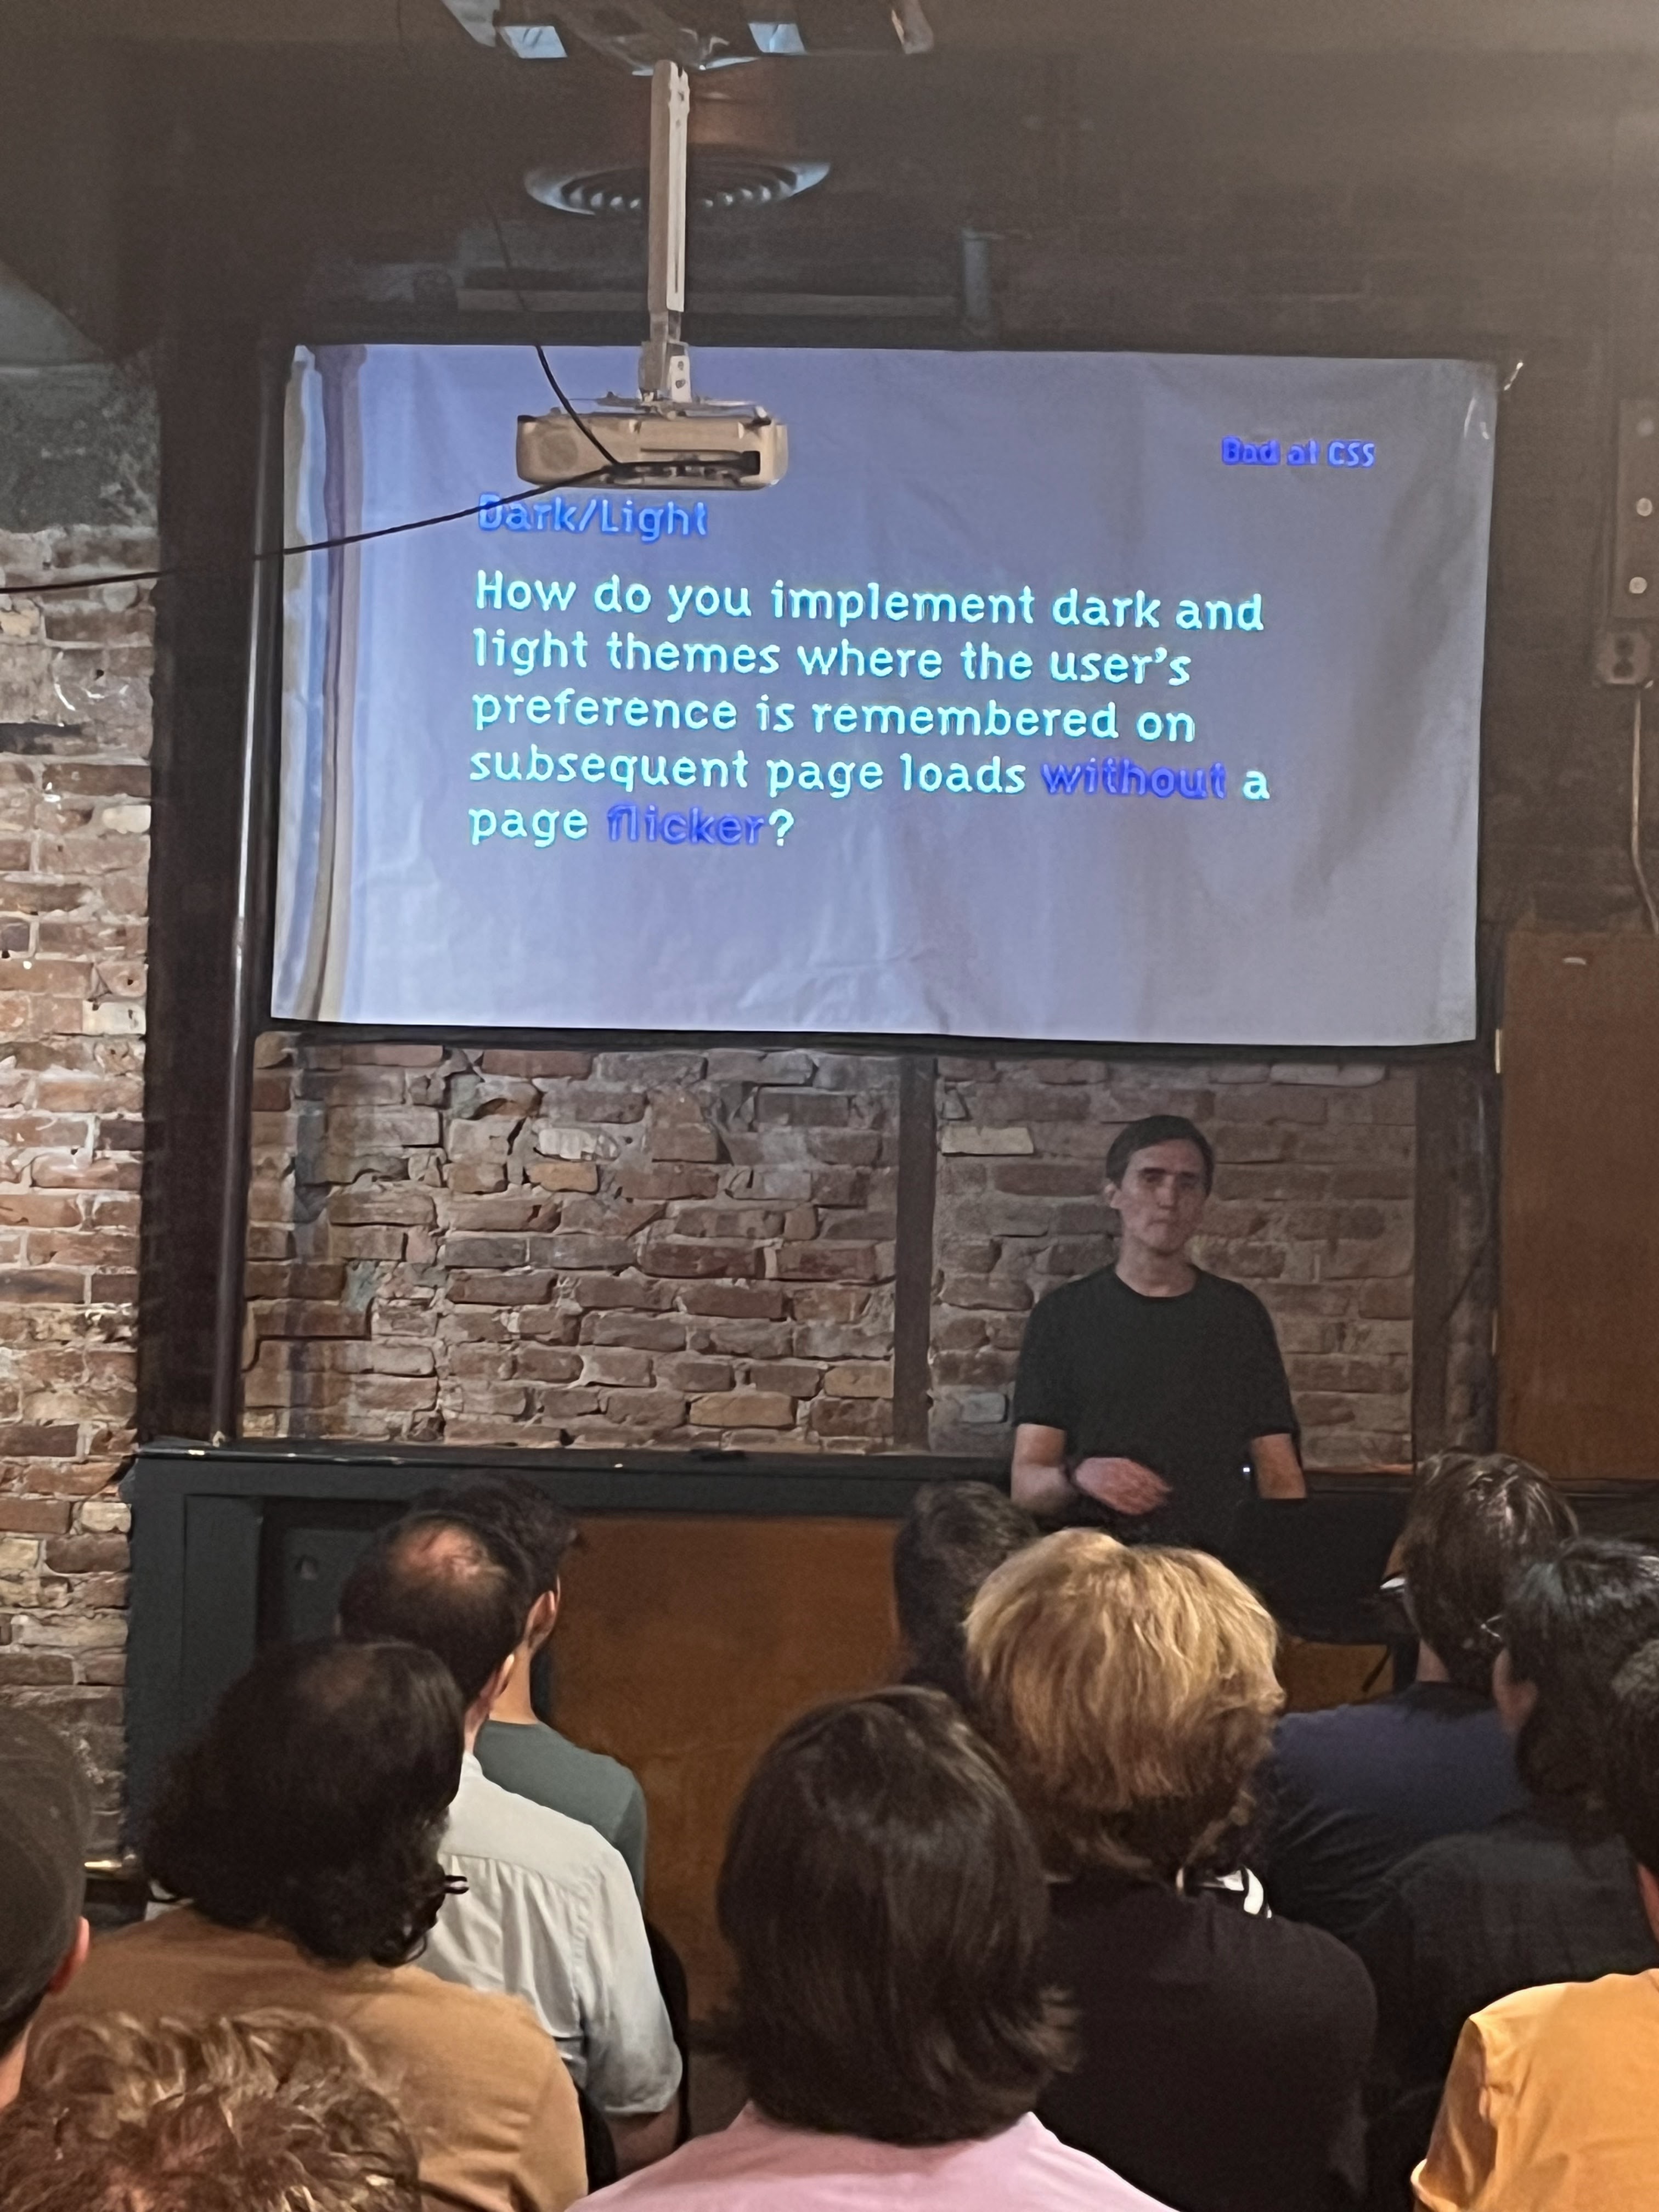 Bad at CSS
Dark/Light
How do you implement dark and
light themes where the user's
preference is remembered on
subsequent page loads without a
page flicker?